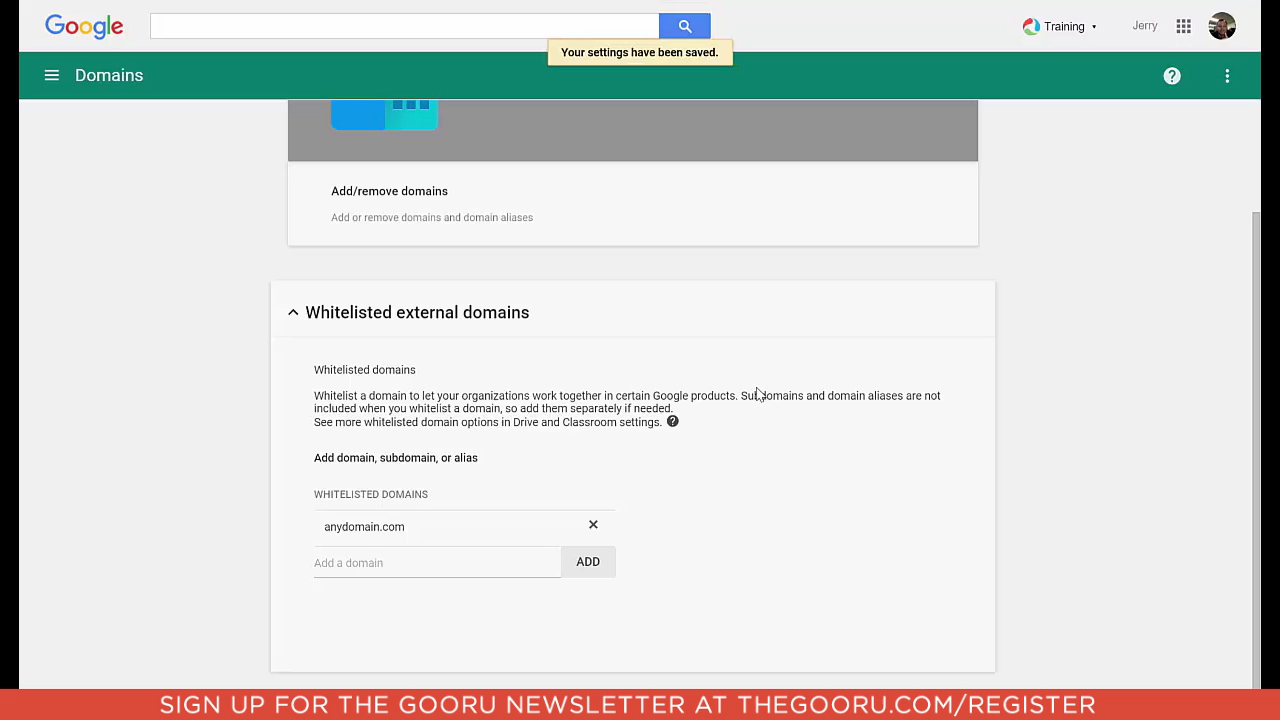 Google
Training
Jerry
Your settings have been saved.
Domains
Add/remove domains
Add or remove domains and domain aliases
Whitelisted external domains
Whitelisted domains
Whitelist a domain to let your organizations work together in certain Google products. Subdomains and domain aliases are not
included when you whitelist a domain, so add them separately if needed.
See more whitelisted domain options in Drive and Classroom settings.
Add domain, subdomain, or alias
WHITELISTED DOMAINS
anydomain.com
Add a domain
ADD
SIGN UP FOR THE GOORU NEWSLETTER AT THEGOORU.COM/REGISTER